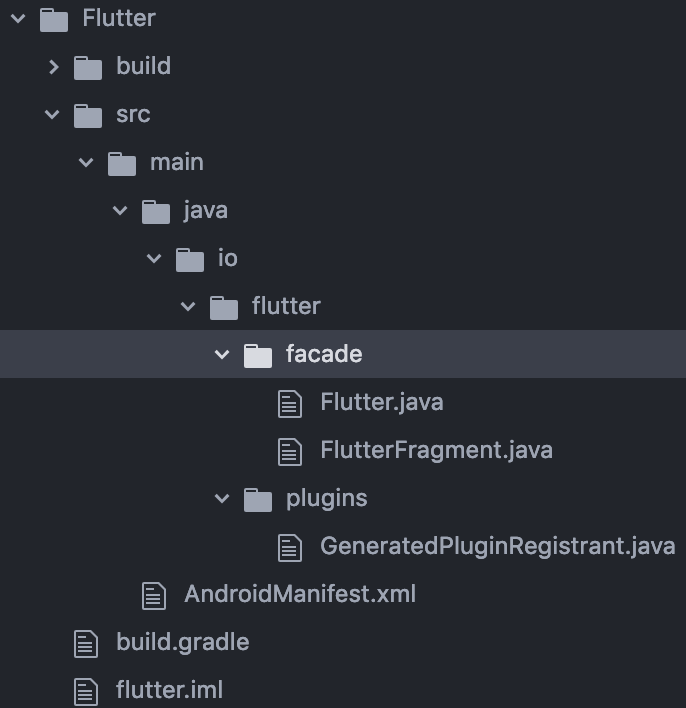 Flutter
build
src
main
java
io
flutter
facade
Flutter.java
FlutterFragment.java
plugins
GeneratedPluginRegistrant.java
AndroidManifest.xml
build.gradle
flutter.iml